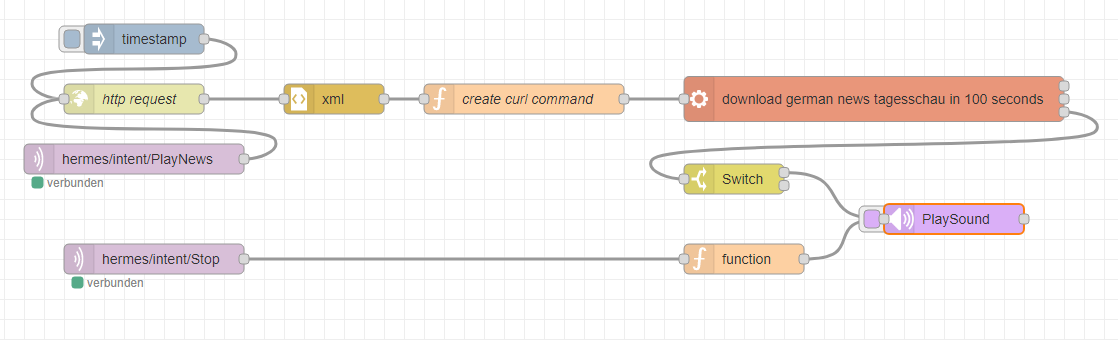 timestamp
http request
xml
create curl command
download german news tagesschau in 100 seconds
hermes/intent/PlayNews
verbunden
Switch
PlaySound
hermes/intent/Stop
function
verbunden